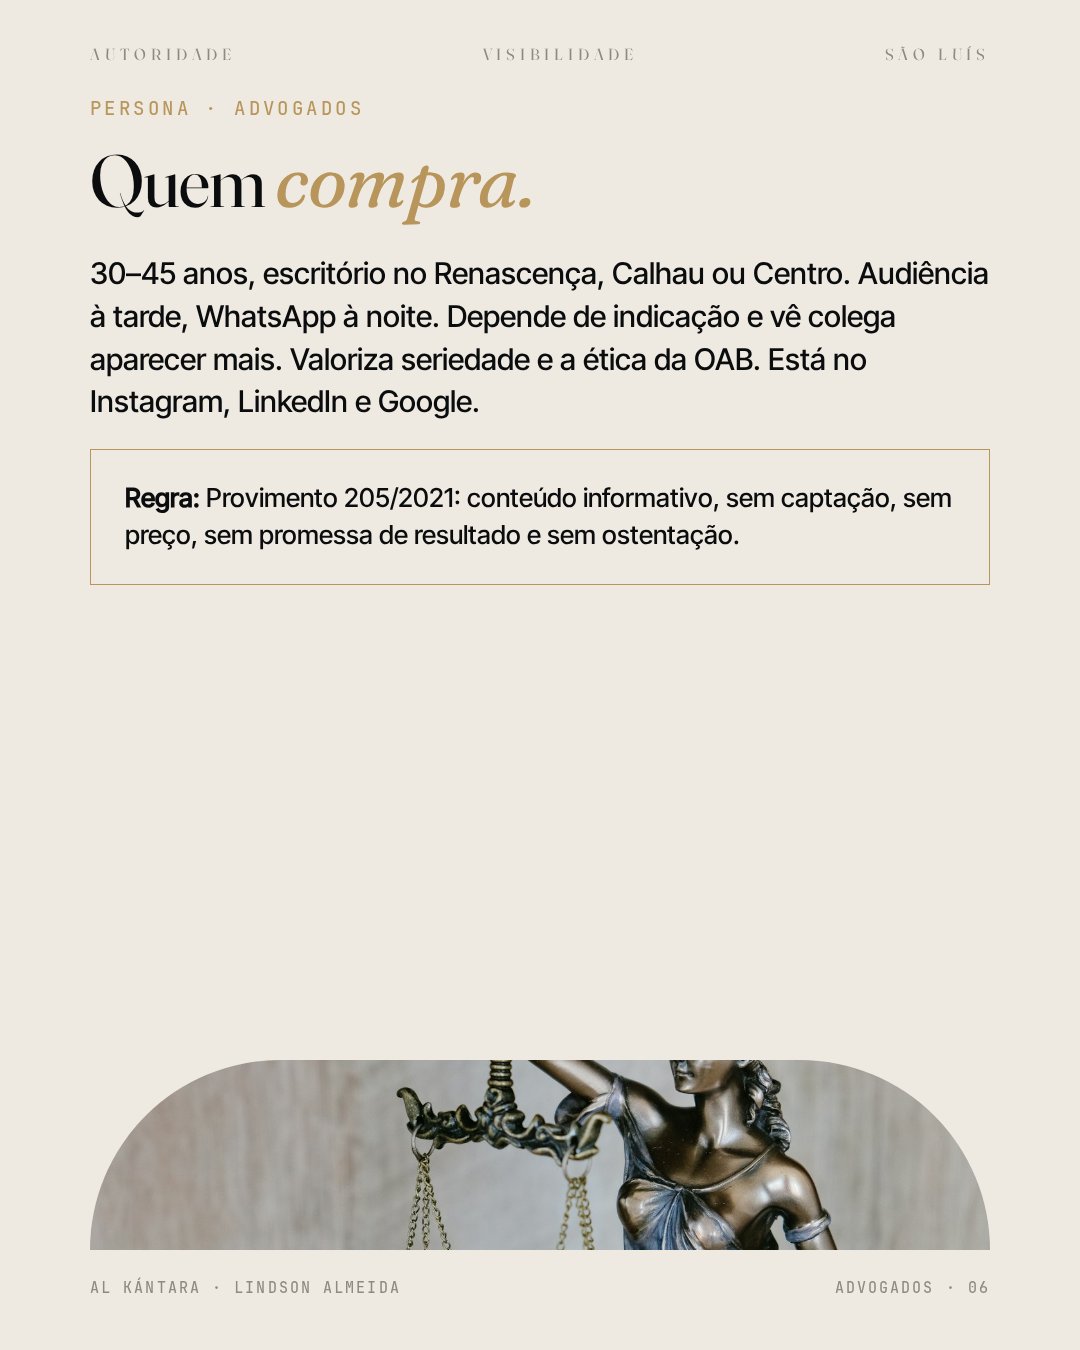 AUTORIDADE VISIBILIDADE SÃO LUÍS
PERSONA · ADVOGADOS
Quem compra.
30–45 anos, escritório no Renascença, Calhau ou Centro. Audiência
à tarde, WhatsApp à noite. Depende de indicação e vê colega
aparecer mais. Valoriza seriedade e a ética da OAB. Está no
Instagram, LinkedIn e Google.
Regra: Provimento 205/2021: conteúdo informativo, sem captação, sem
preço, sem promessa de resultado e sem ostentação.
AL KÁNTARA · LINDSON ALMEIDA ADVOGADOS · 06